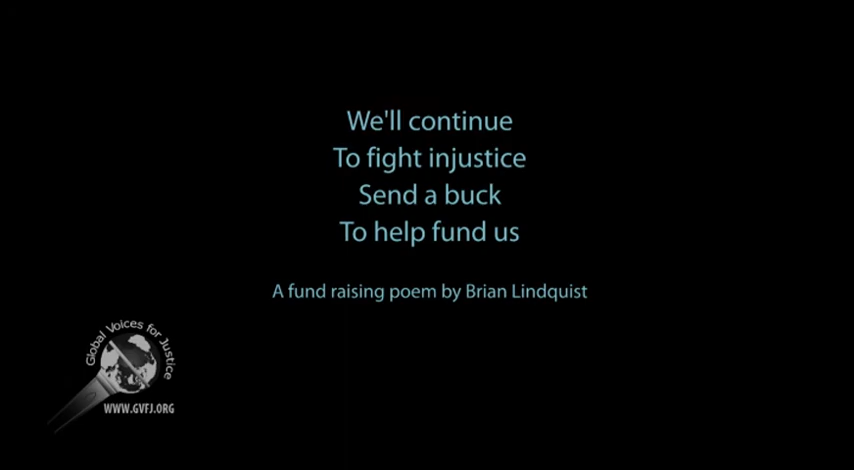 We'll continue
To fight injustice
Send a buck
To help fund us
A fund raising poem by Brian Lindquist
Global Voices for Justice
WWW.GVFJ.ORG